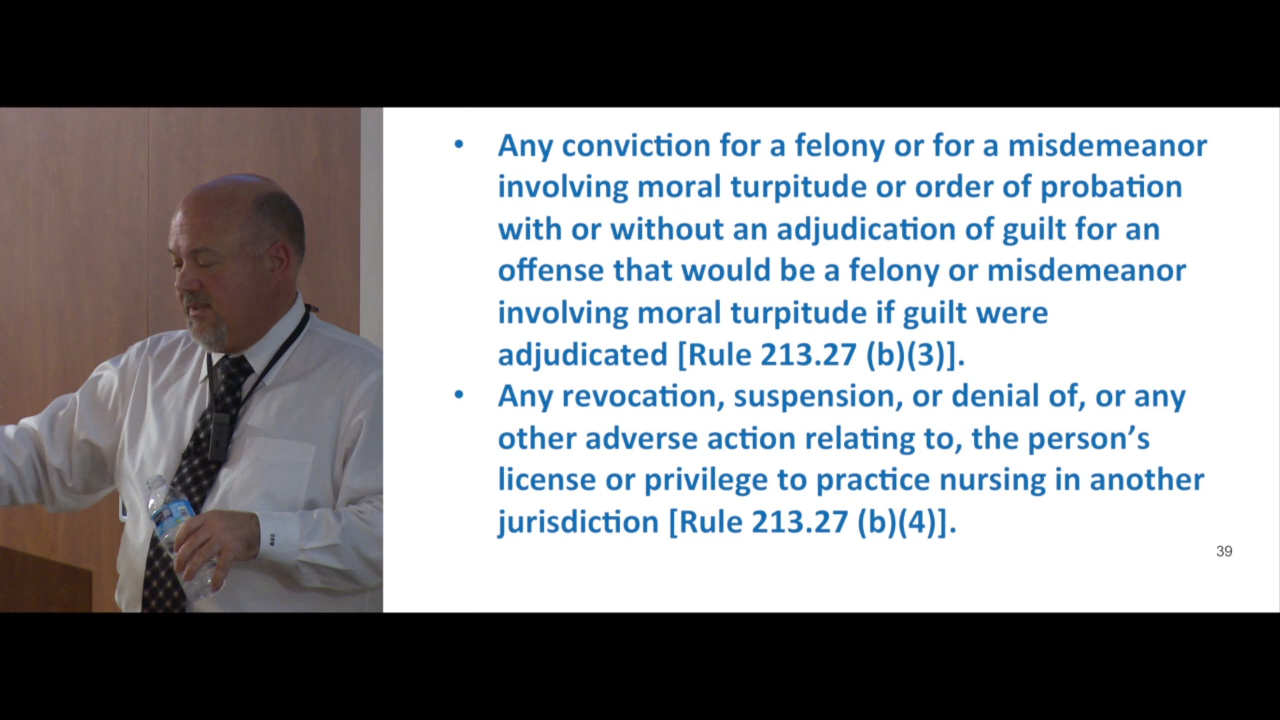 • Any conviction for a felony or for a misdemeanor
involving moral turpitude or order of probation
with or without an adjudication of guilt for an
offense that would be a felony or misdemeanor
involving moral turpitude if guilt were
adjudicated [Rule 213.27 (b)(3)].
• Any revocation, suspension, or denial of, or any
other adverse action relating to, the person’s
license or privilege to practice nursing in another
jurisdiction [Rule 213.27 (b)(4)].
39